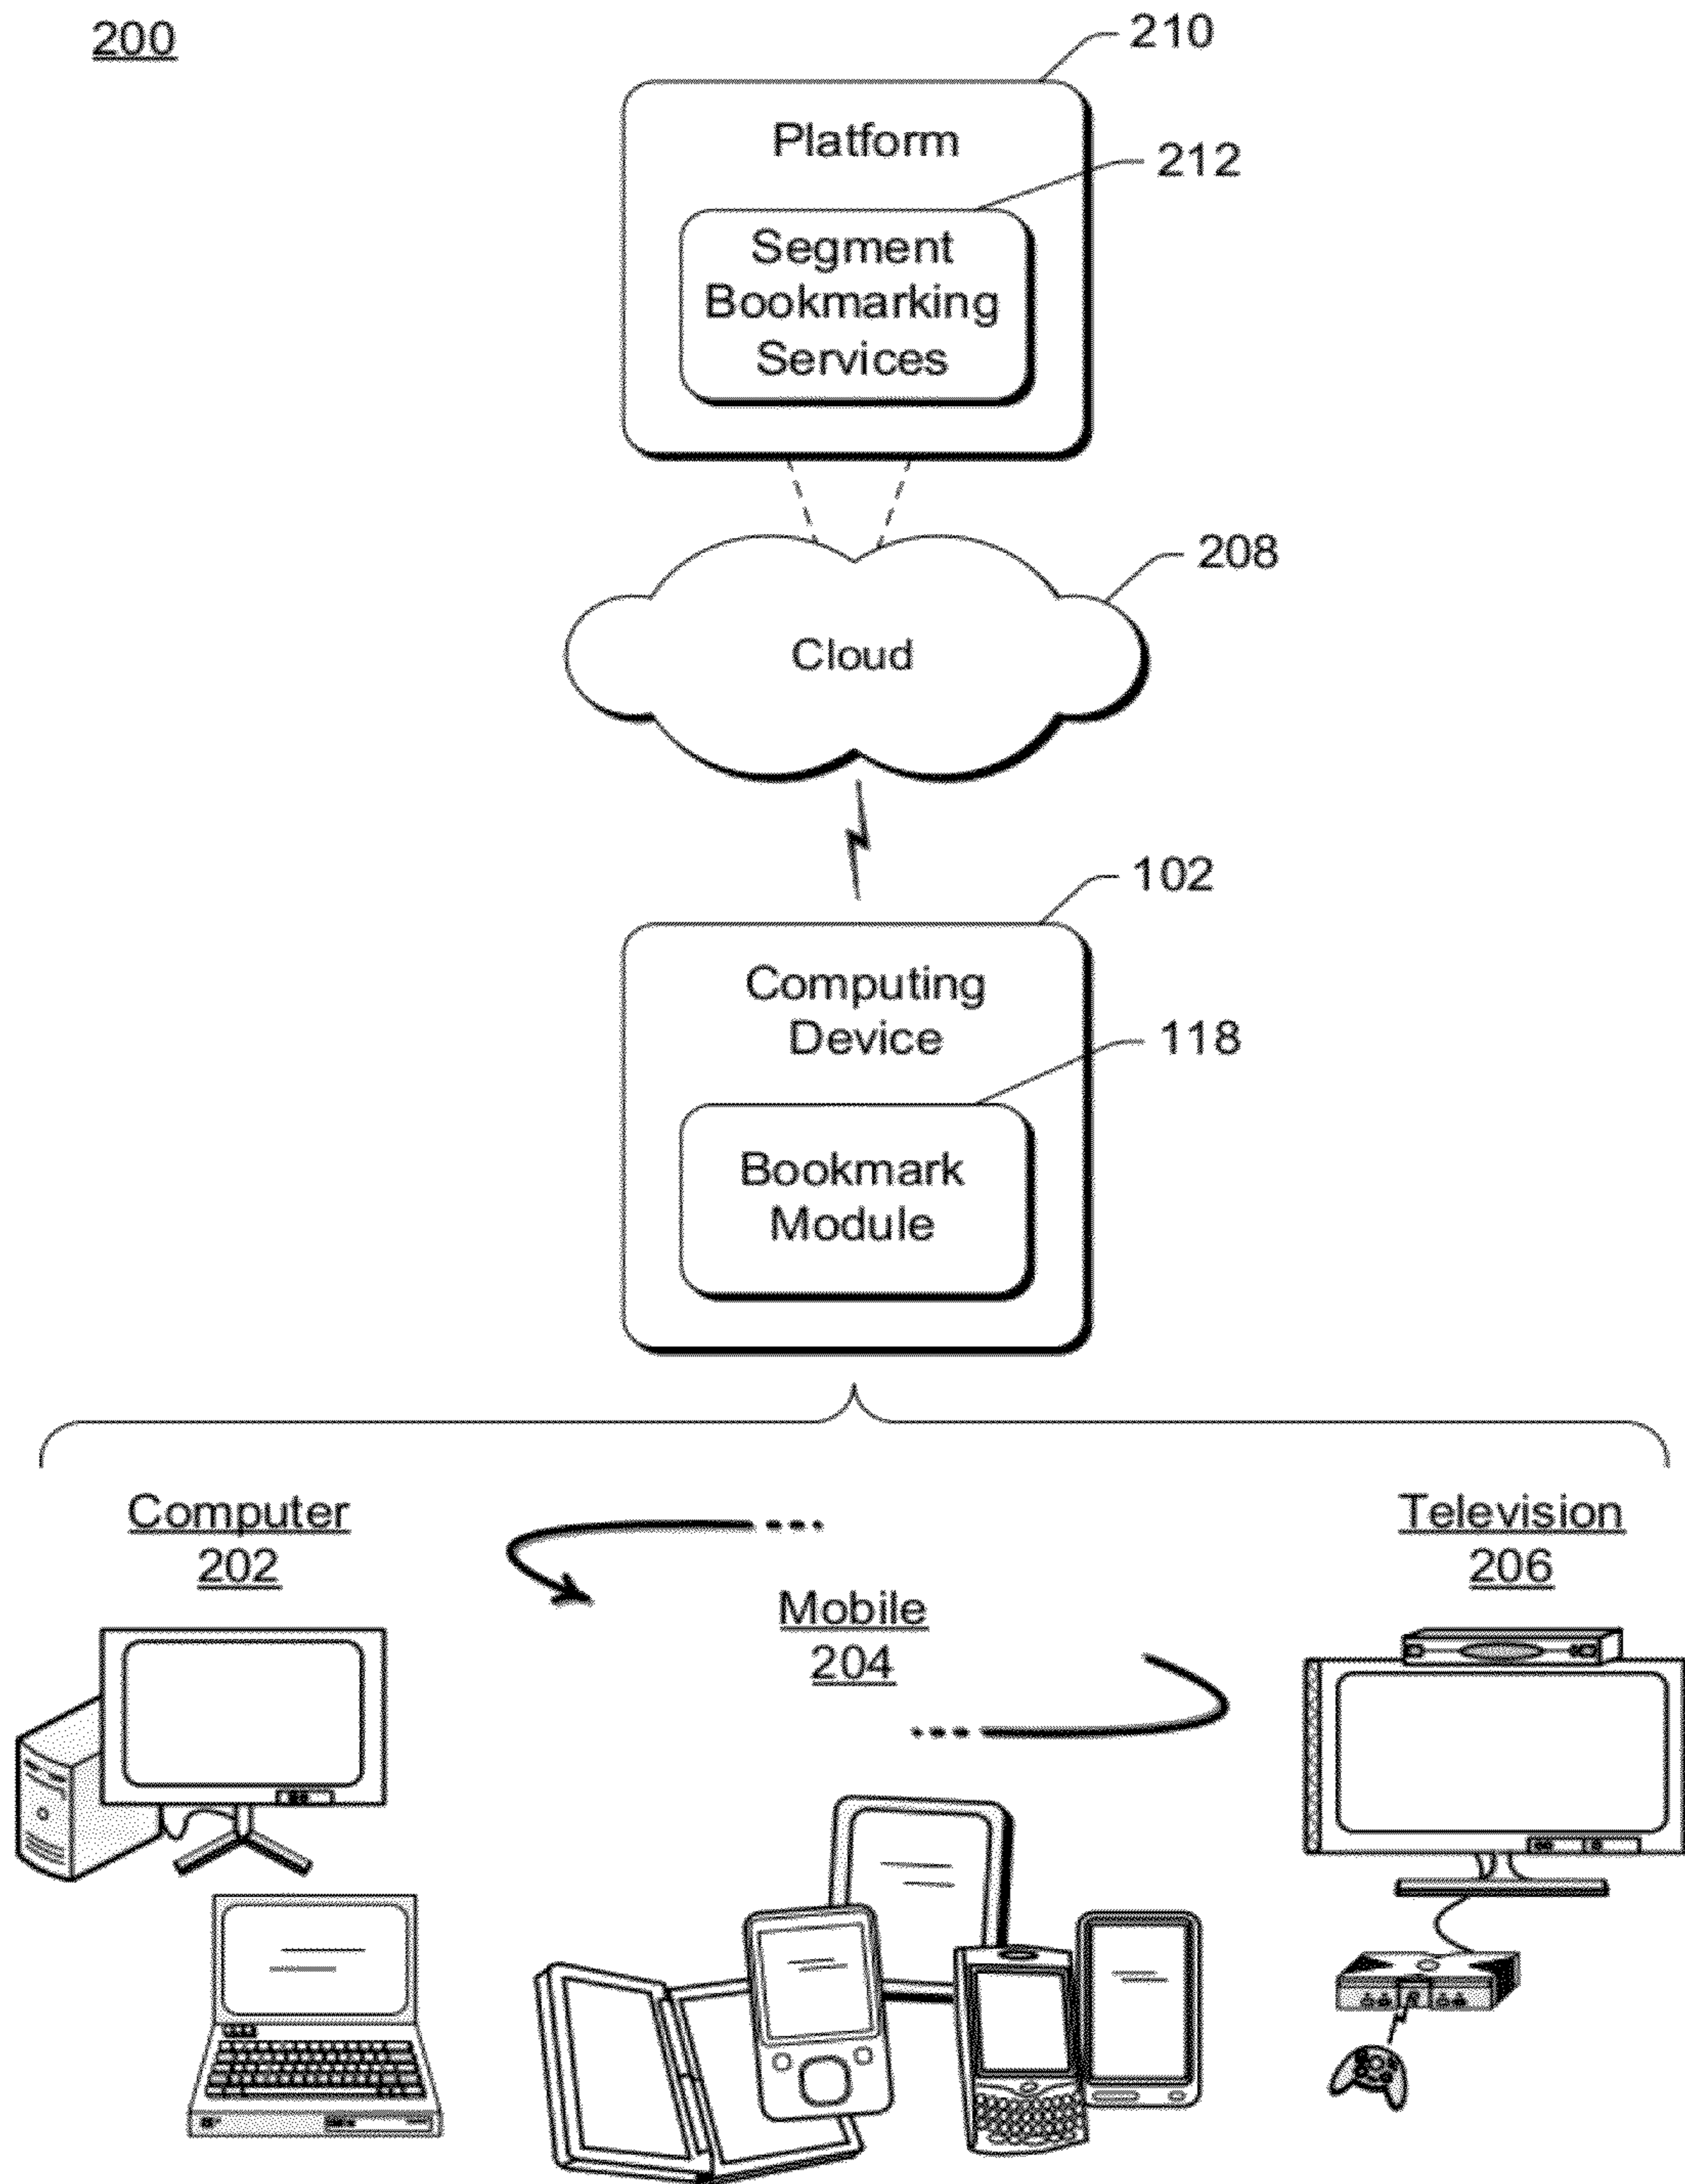 200
210
Platform
212
Segment
Bookmarking
Services
208
Cloud
102
Computing
Device
118
Bookmark
Module
Computer
202
Mobile
204
Television
206